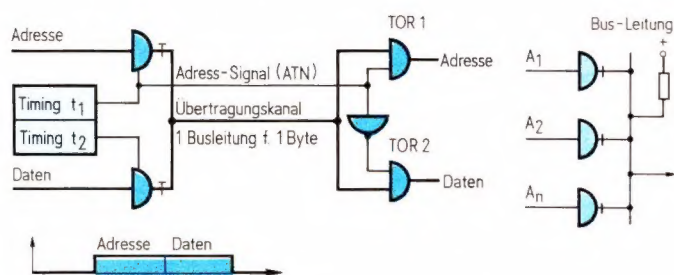 Adresse
Timing t1
Timing t2
Daten
Adress-Signal (ATN)
Übertragungskanal
1 Busleitung f. 1 Byte
TOR 1
Adresse
TOR 2
Daten
Bus-Leitung
+
A1
A2
An
Adresse Daten